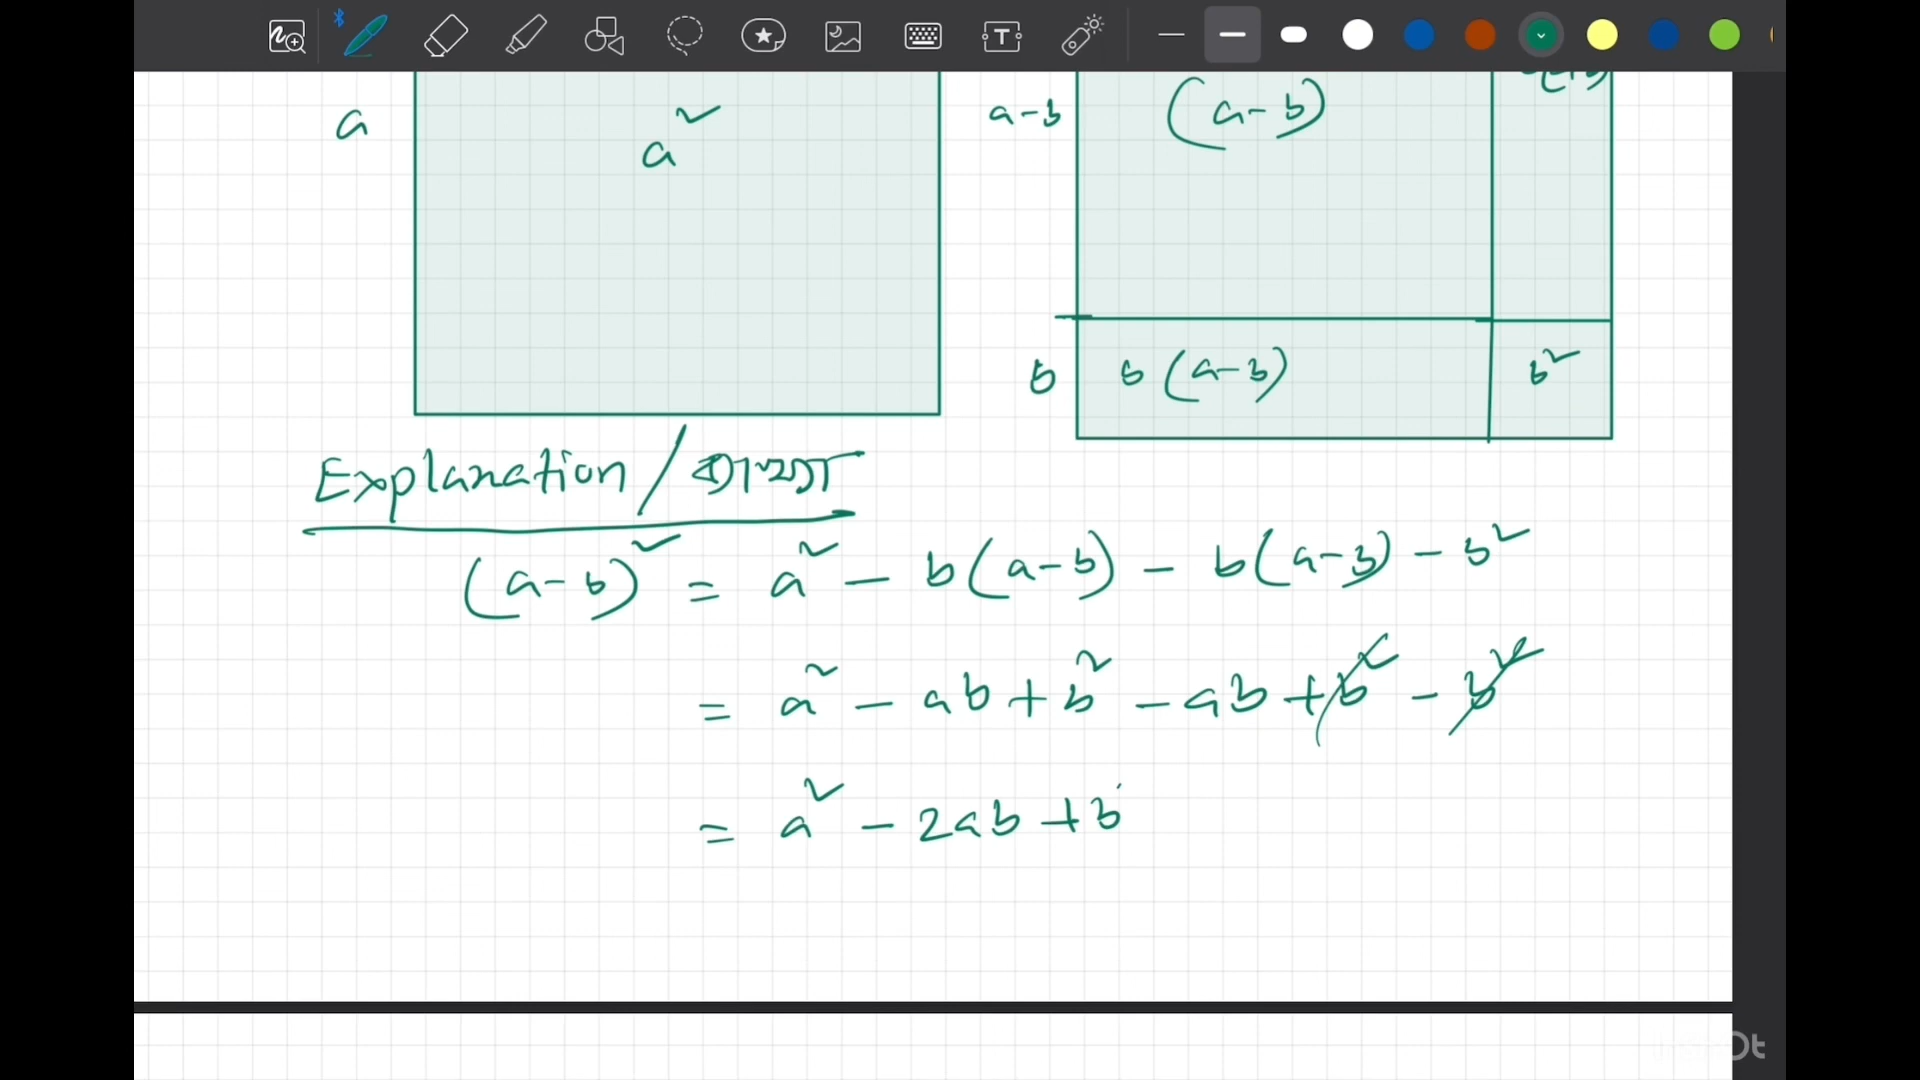 a
a²
a-b
(a-b)
b
b(a-b)
b²
Explanation / ব্যাখ্যা
(a-b)² = a² - b(a-b) - b(a-b) - b²
= a² - ab + b² - ab + b² - b²
= a² - 2ab + b